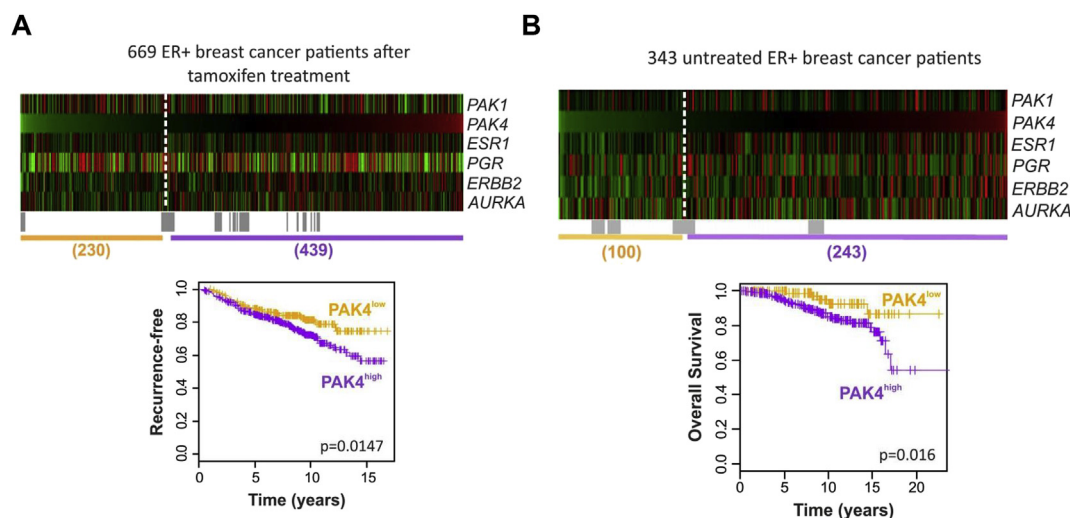 A
669 ER+ breast cancer patients after
tamoxifen treatment
PAK1
PAK4
ESR1
PGR
ERBB2
AURKA
(230)
(439)
Recurrence-free
1.0
0.8
0.6
0.4
0.2
0.0
PAK4low
PAK4high
p=0.0147
0
5
10
15
Time (years)
B
343 untreated ER+ breast cancer patients
PAK1
PAK4
ESR1
PGR
ERBB2
AURKA
(100)
(243)
Overall Survival
1.0
0.8
0.6
0.4
0.2
0.0
PAK4low
PAK4high
p=0.016
0
5
10
15
20
Time (years)